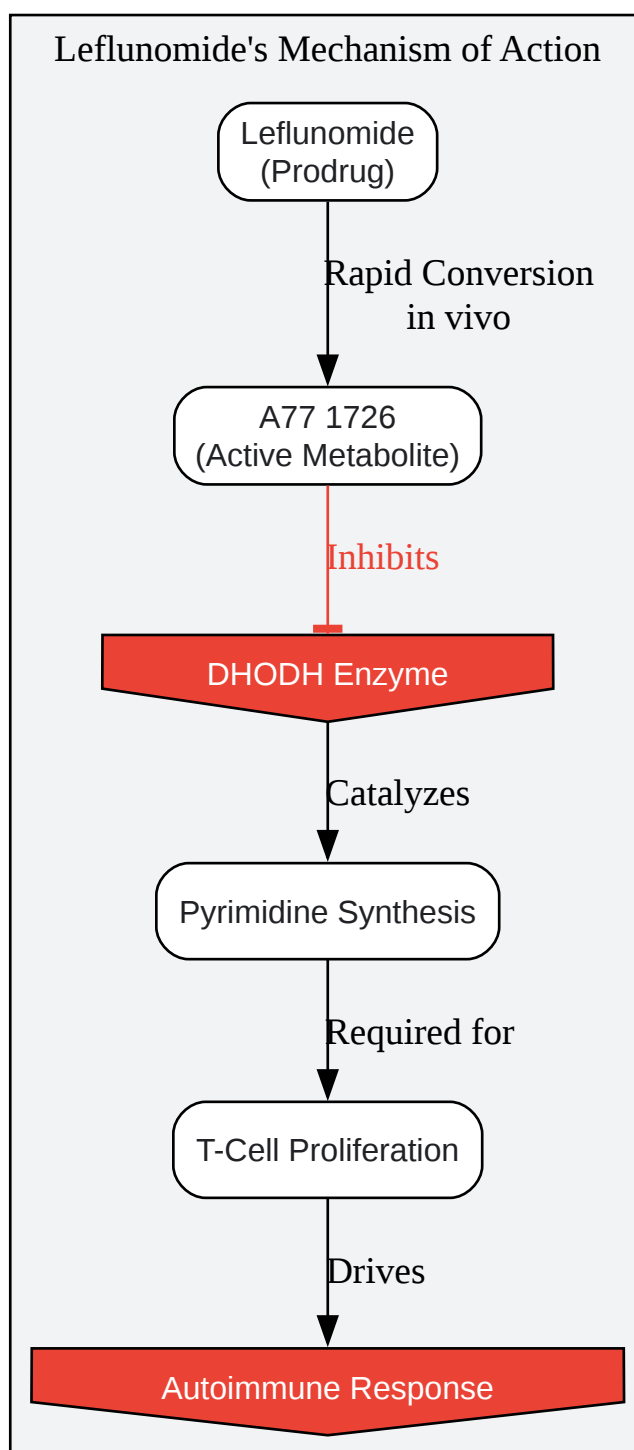 Leflunomide's Mechanism of Action
Leflunomide
(Prodrug)
Rapid Conversion
in vivo
A77 1726
(Active Metabolite)
Inhibits
DHODH Enzyme
Catalyzes
Pyrimidine Synthesis
Required for
T-Cell Proliferation
Drives
Autoimmune Response